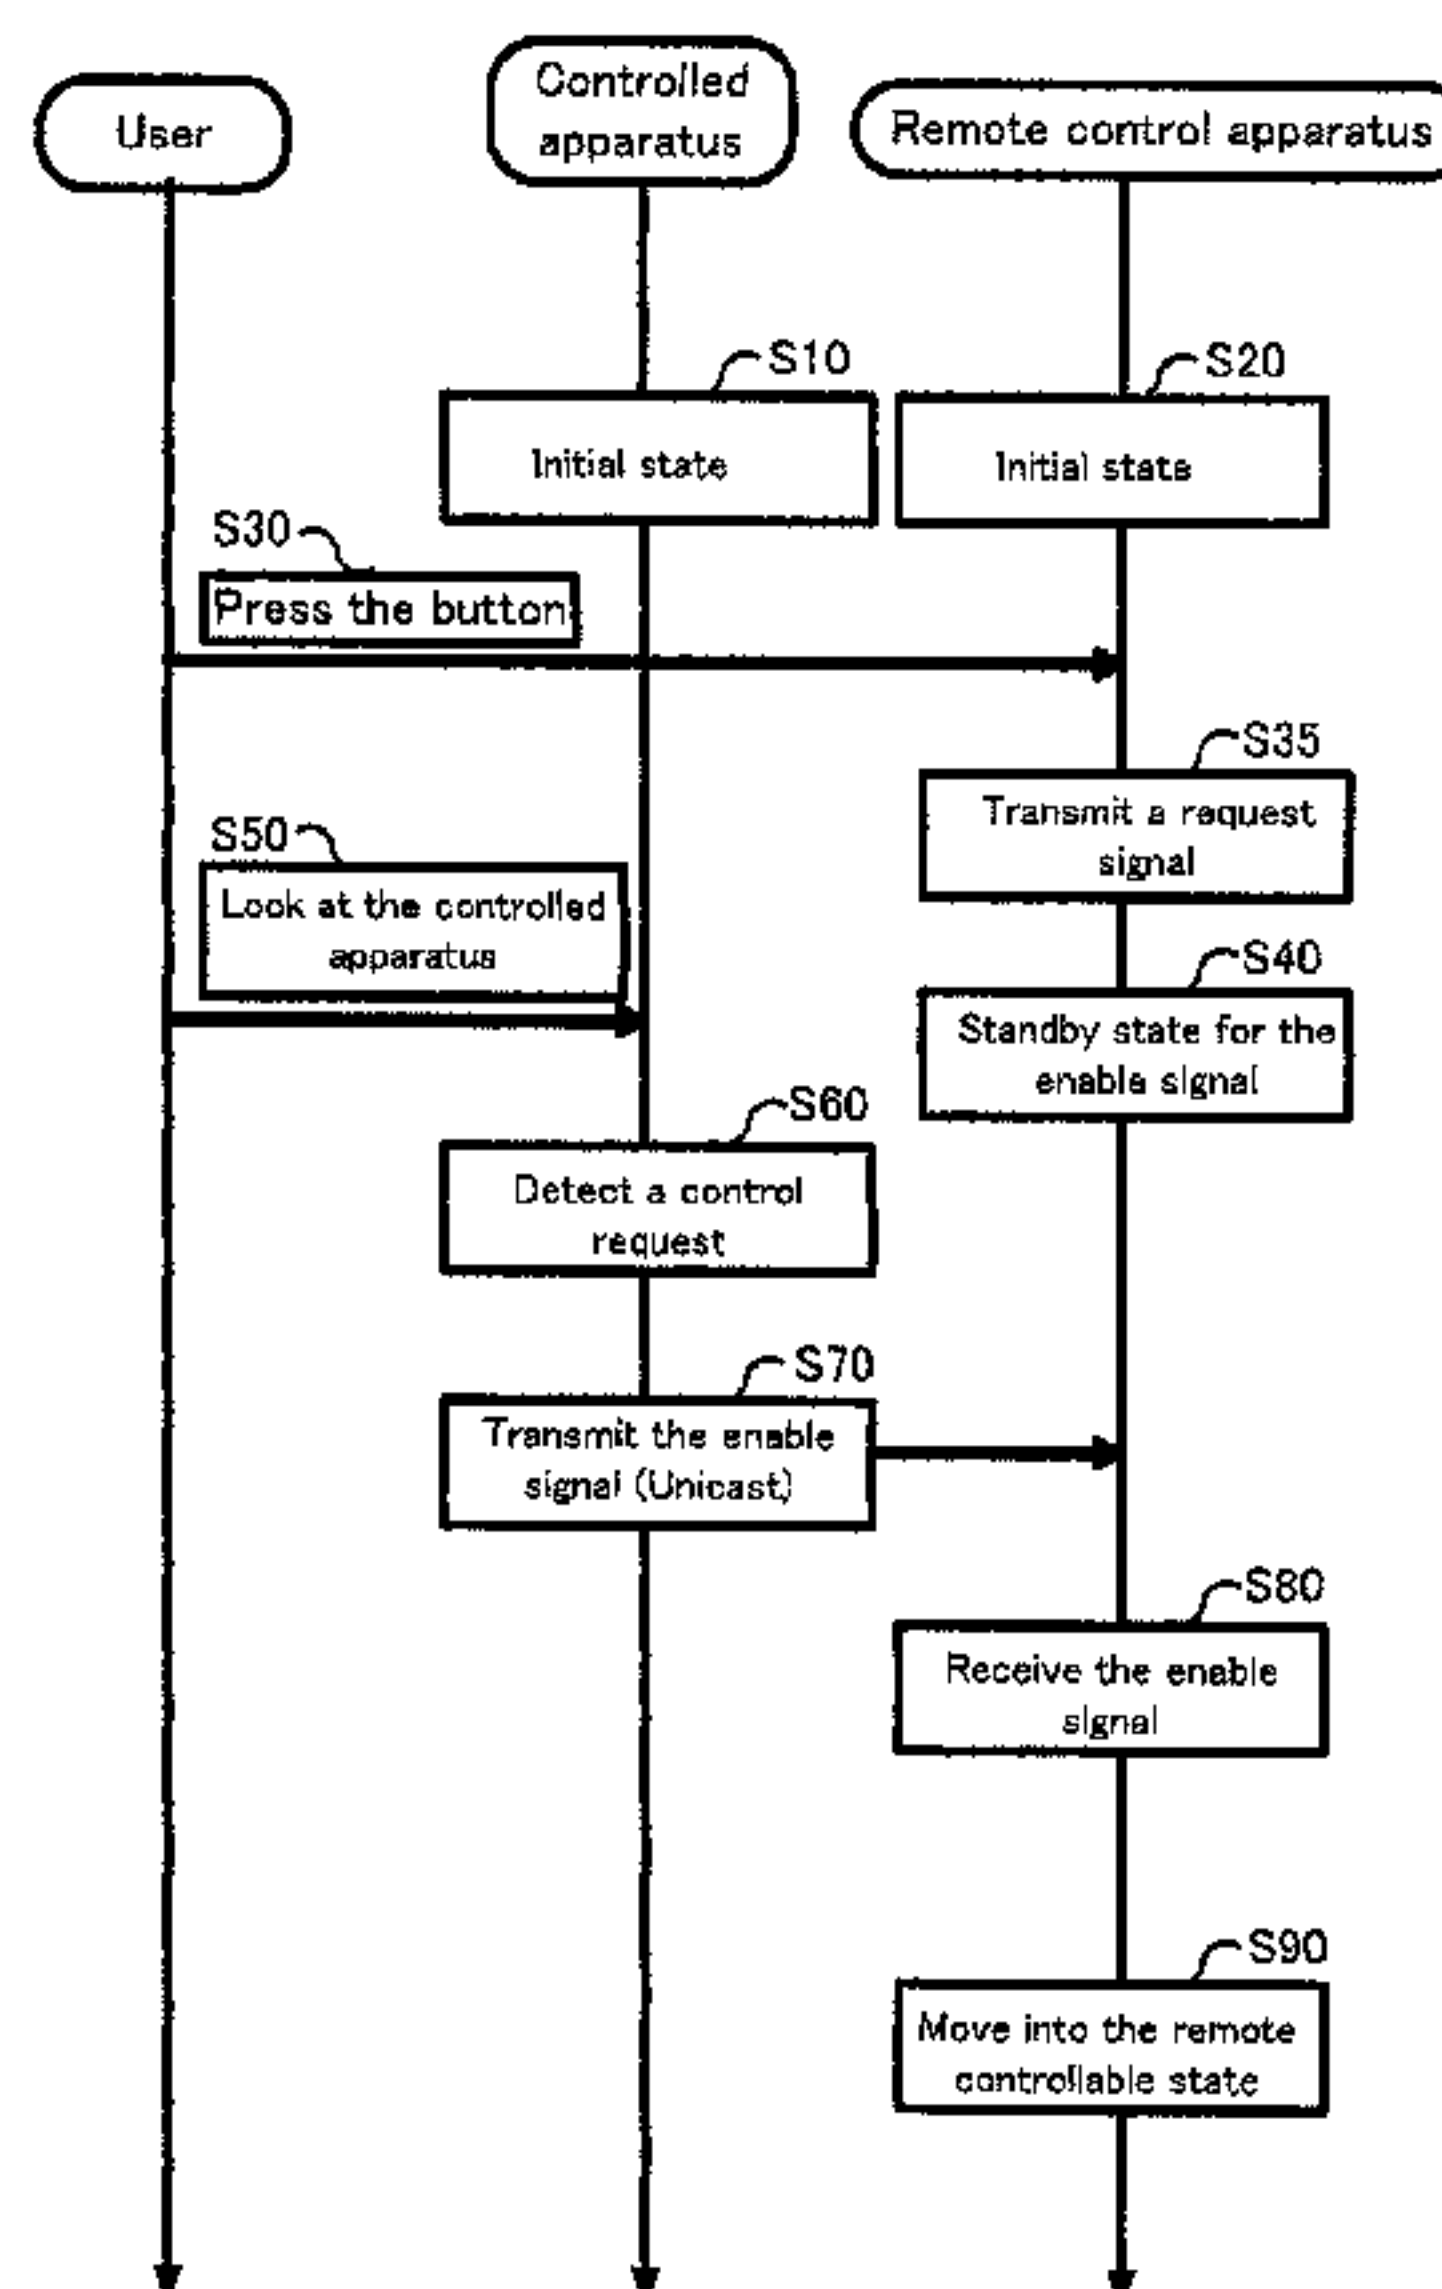 User
Controlled
apparatus
Remote control apparatus
S10
S20
Initial state
Initial state
S30
Press the button
S35
Transmit a request
signal
S50
Look at the controlled
apparatus
S40
Standby state for the
enable signal
S60
Detect a control
request
S70
Transmit the enable
signal (Unicast)
S80
Receive the enable
signal
S90
Move into the remote
controllable state